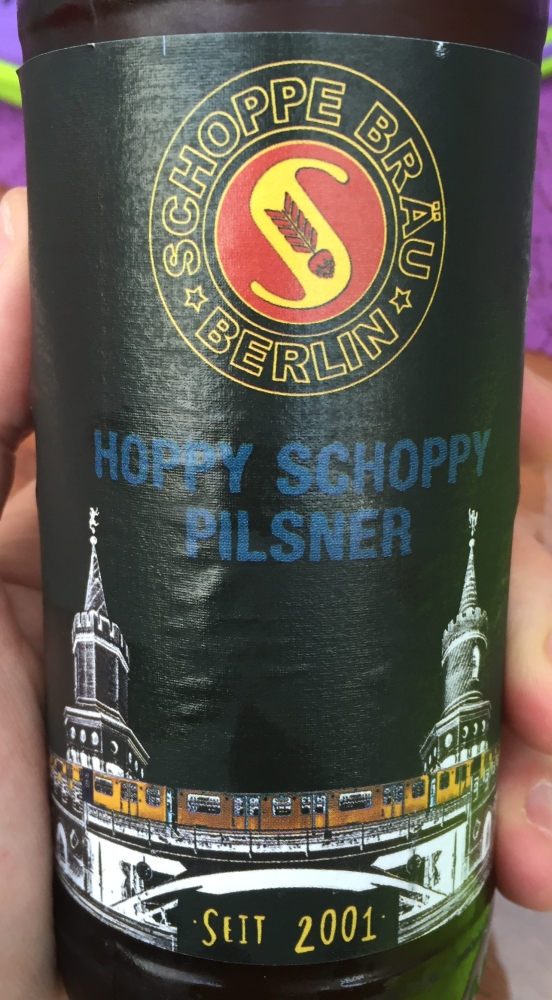 SCHOPPE BRÄU
BERLIN
HOPPY SCHOPPY
PILSNER
·SEIT 2001·